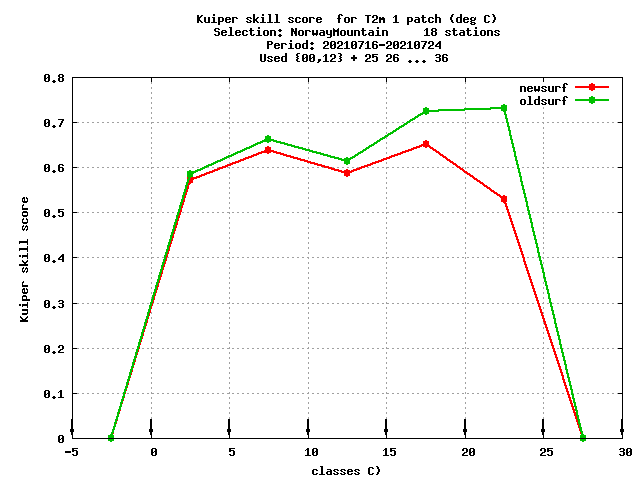 Kuiper skill score for T2m 1 patch (deg C)
Selection: NorwayMountain 18 stations
Period: 20210716-20210724
Used {00,12} + 25 26 ... 36
newsurf
oldsurf
Kuiper skill score
0.8
0.7
0.6
0.5
0.4
0.3
0.2
0.1
0
-5 0 5 10 15 20 25 30
classes C)